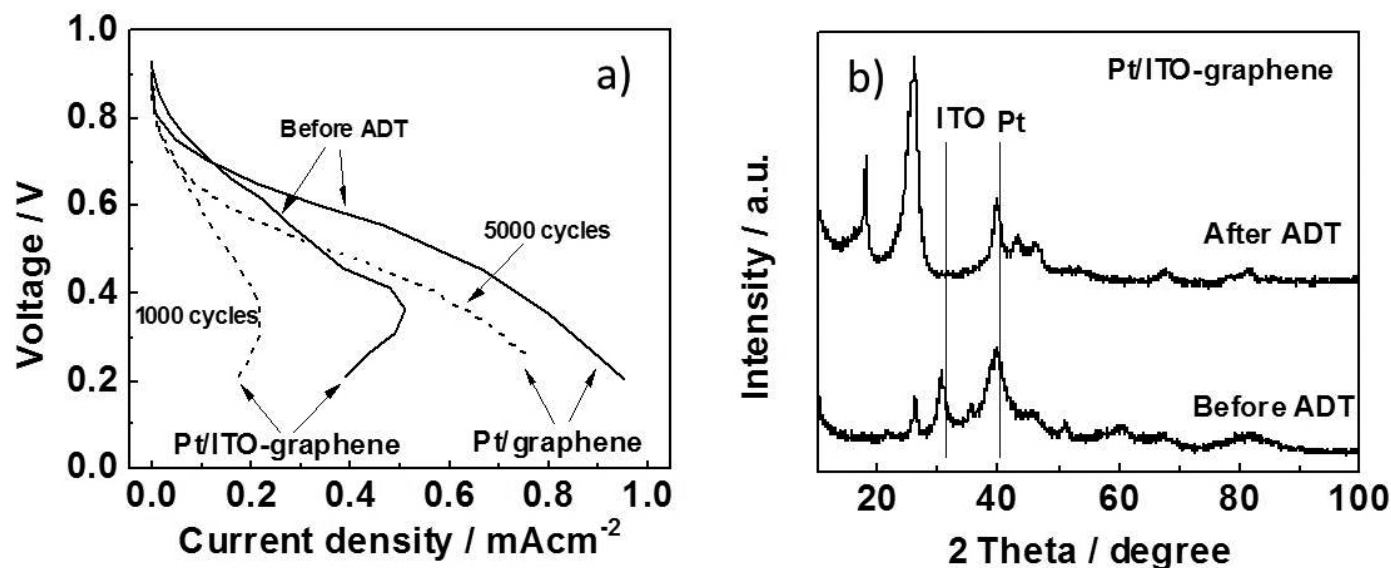 a)
1.0
0.8
0.6
0.4
0.2
0.0
Voltage / V
Before ADT
5000 cycles
1000 cycles
Pt/ITO-graphene
Pt/graphene
0.0 0.2 0.4 0.6 0.8 1.0
Current density / mAcm⁻²
b)
Pt/ITO-graphene
ITO Pt
After ADT
Before ADT
Intensity / a.u.
20 40 60 80 100
2 Theta / degree